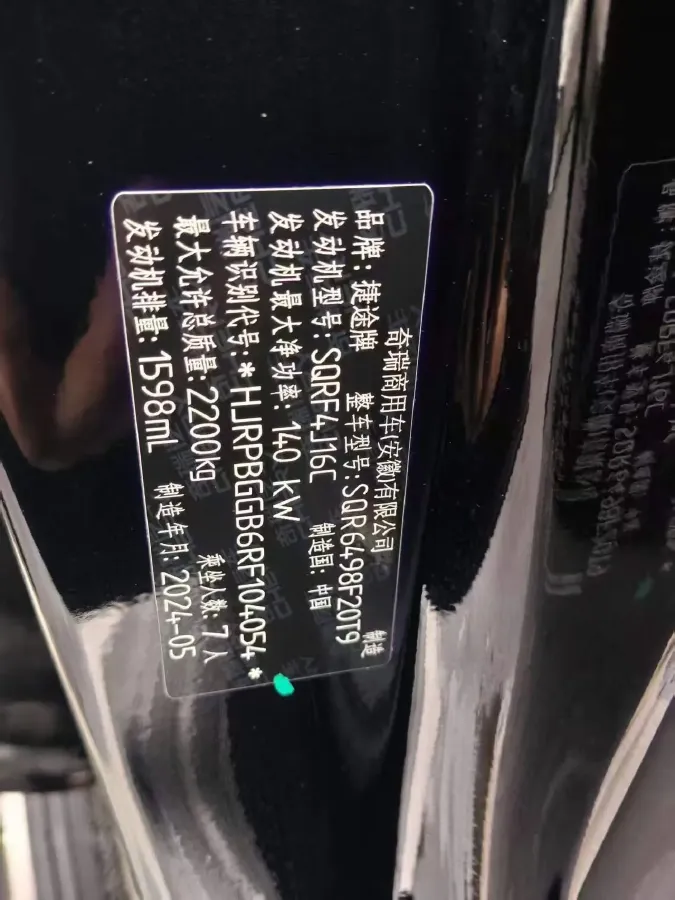 奇瑞商用车(安徽)有限公司 制造
品牌: 捷途牌 整车型号: SQR6498F20T9
发动机型号: SQRF4J16C 制造国: 中国
发动机最大净功率: 140 kW
车辆识别代号: *HJRPBGGB6RF104054*
最大允许总质量: 2200kg 乘坐人数: 7人
发动机排量: 1598mL 制造年月: 2024-05